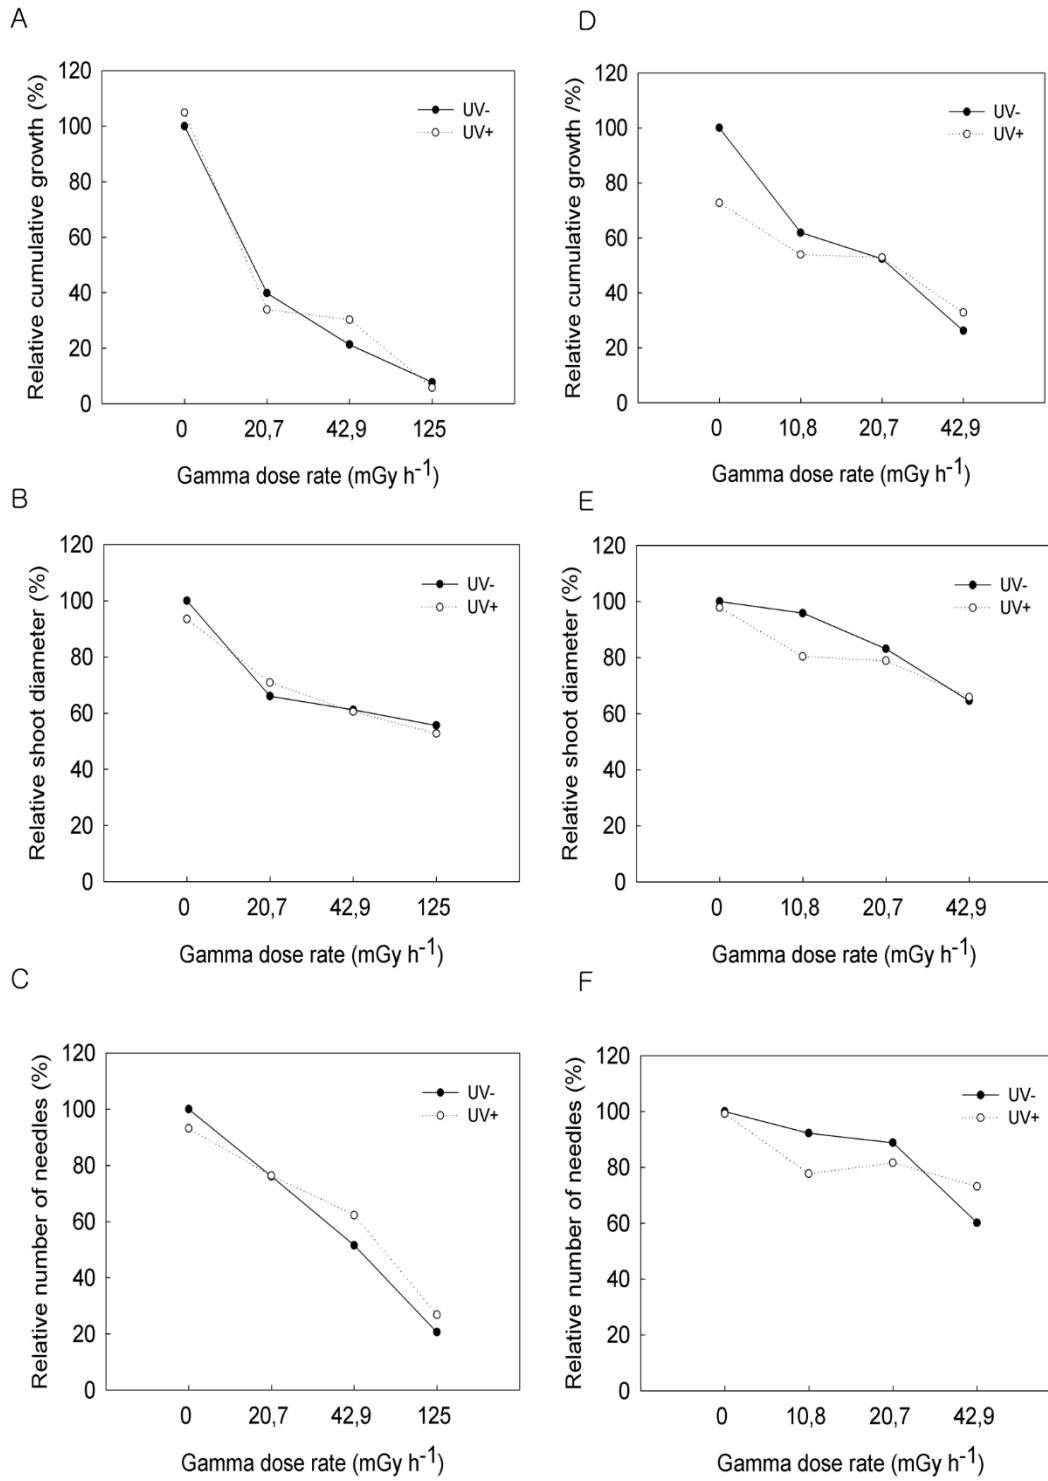 A
Relative cumulative growth (%)
120
100
80
60
40
20
0
UV-
UV+
0 20,7 42,9 125
Gamma dose rate (mGy h-1)
D
Relative cumulative growth /%)
120
100
80
60
40
20
0
UV-
UV+
0 10,8 20,7 42,9
Gamma dose rate (mGy h-1)
B
Relative shoot diameter (%)
120
100
80
60
40
20
0
UV-
UV+
0 20,7 42,9 125
Gamma dose rate (mGy h-1)
E
Relative shoot diameter (%)
120
100
80
60
40
20
0
UV-
UV+
0 10,8 20,7 42,9
Gamma dose rate (mGy h-1)
C
Relative number of needles (%)
120
100
80
60
40
20
0
UV-
UV+
0 20,7 42,9 125
Gamma dose rate (mGy h-1)
F
Relative number of needles (%)
120
100
80
60
40
20
0
UV-
UV+
0 10,8 20,7 42,9
Gamma dose rate (mGy h-1)